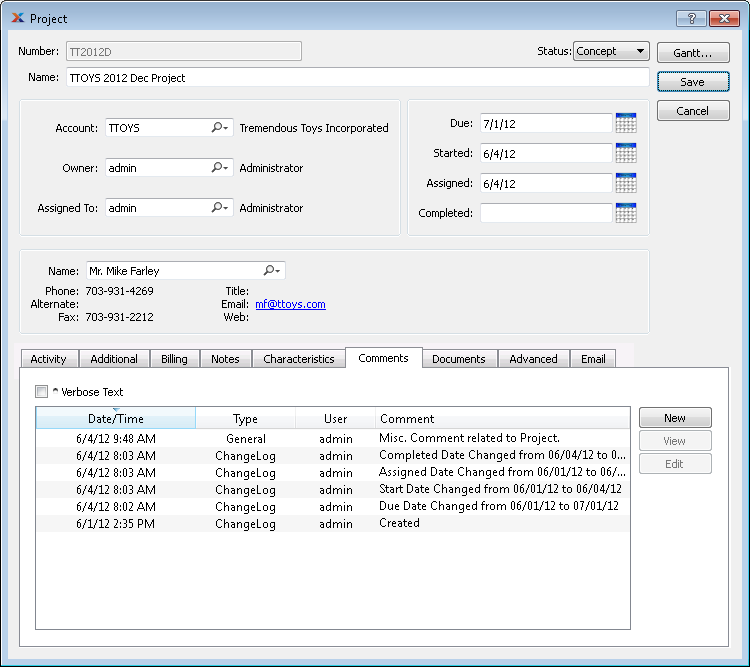 Project
Number: TT2012D Status: Concept Gantt...
Name: TTOYS 2012 Dec Project Save
Cancel
Account: TTOYS Tremendous Toys Incorporated
Owner: admin Administrator
Assigned To: admin Administrator
Due: 7/1/12
Started: 6/4/12
Assigned: 6/4/12
Completed:
Name: Mr. Mike Farley
Phone: 703-931-4269 Title:
Alternate: Email: mf@ttoys.com
Fax: 703-931-2212 Web:
Activity Additional Billing Notes Characteristics Comments Documents Advanced Email
^ Verbose Text
Date/Time Type User Comment
6/4/12 9:48 AM General admin Misc. Comment related to Project.
6/4/12 8:03 AM ChangeLog admin Completed Date Changed from 06/04/12 to 0...
6/4/12 8:03 AM ChangeLog admin Assigned Date Changed from 06/01/12 to 06/...
6/4/12 8:03 AM ChangeLog admin Start Date Changed from 06/01/12 to 06/04/12
6/4/12 8:02 AM ChangeLog admin Due Date Changed from 06/01/12 to 07/01/12
6/1/12 2:35 PM ChangeLog admin Created
New
View
Edit